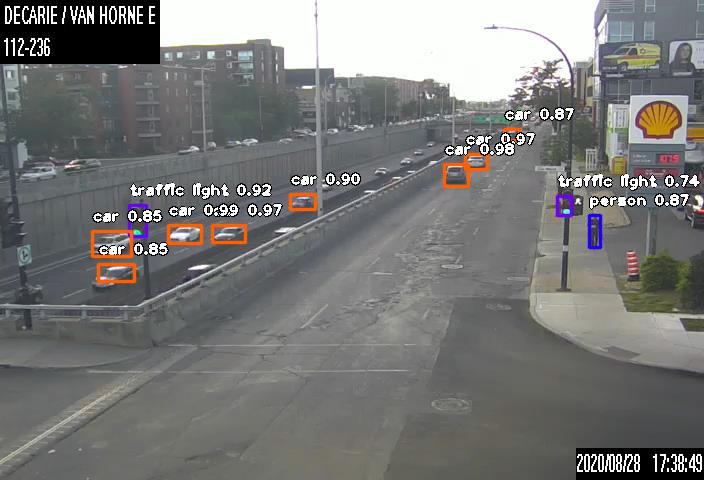 DECARIE / VAN HORNE E
112-236
car 0.87
car 0.97
car 0.98
traffic light 0.74
car 0.90
traffic light 0.92
person 0.87
car 0.85
car 0.99
0.97
car 0.85
2020/08/28 17:38:49